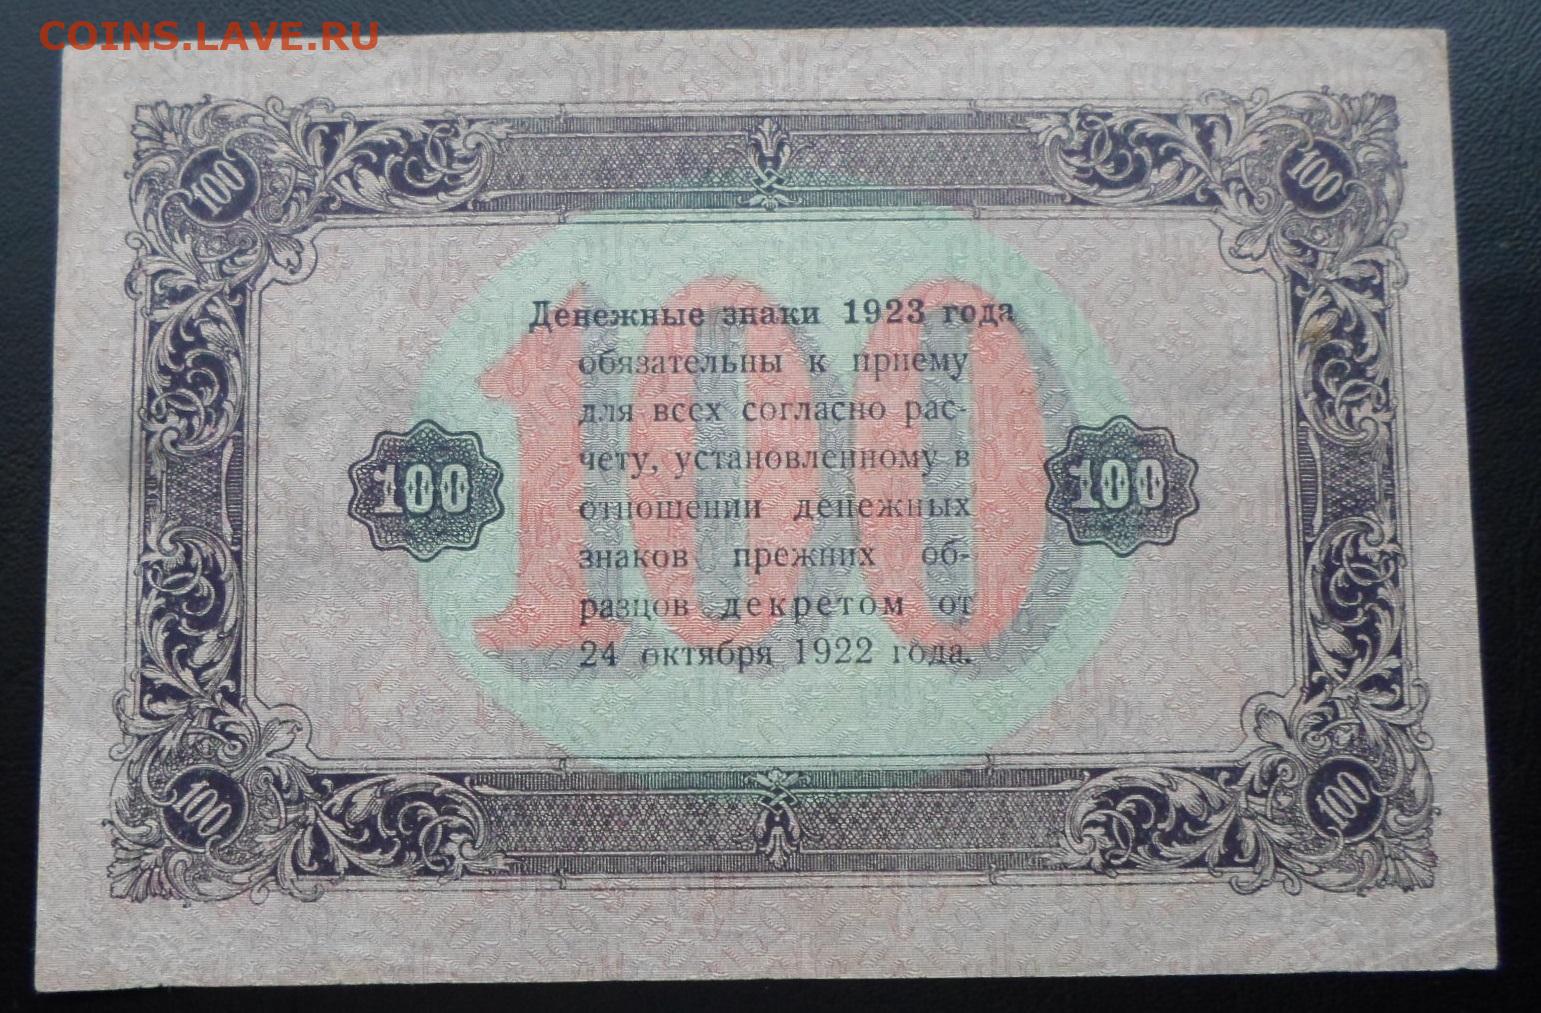 COINS.LAVE.RU
100 100
100
Денежные знаки 1923 года
обязательны к приему
для всех согласно рас-
чету, установленному в
отношении денежных
знаков прежних об-
разцов декретом от
24 октября 1922 года.
100 100
100 100